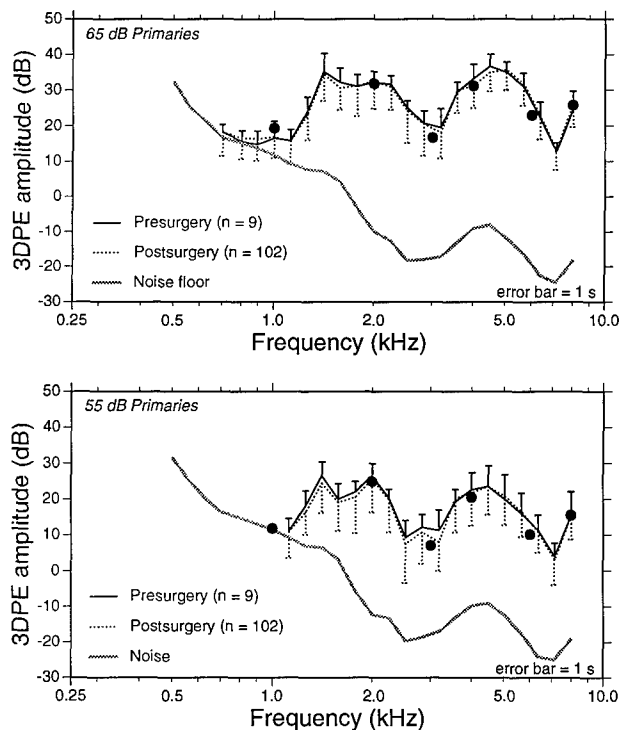 65 dB Primaries
3DPE amplitude (dB)
50
40
30
20
10
0
-10
-20
-30
Presurgery (n = 9)
Postsurgery (n = 102)
Noise floor
error bar = 1 s
0.25
0.5
1.0
2.0
5.0
10.0
Frequency (kHz)
55 dB Primaries
3DPE amplitude (dB)
50
40
30
20
10
0
-10
-20
-30
Presurgery (n = 9)
Postsurgery (n = 102)
Noise
error bar = 1 s
0.25
0.5
1.0
2.0
5.0
10.0
Frequency (kHz)